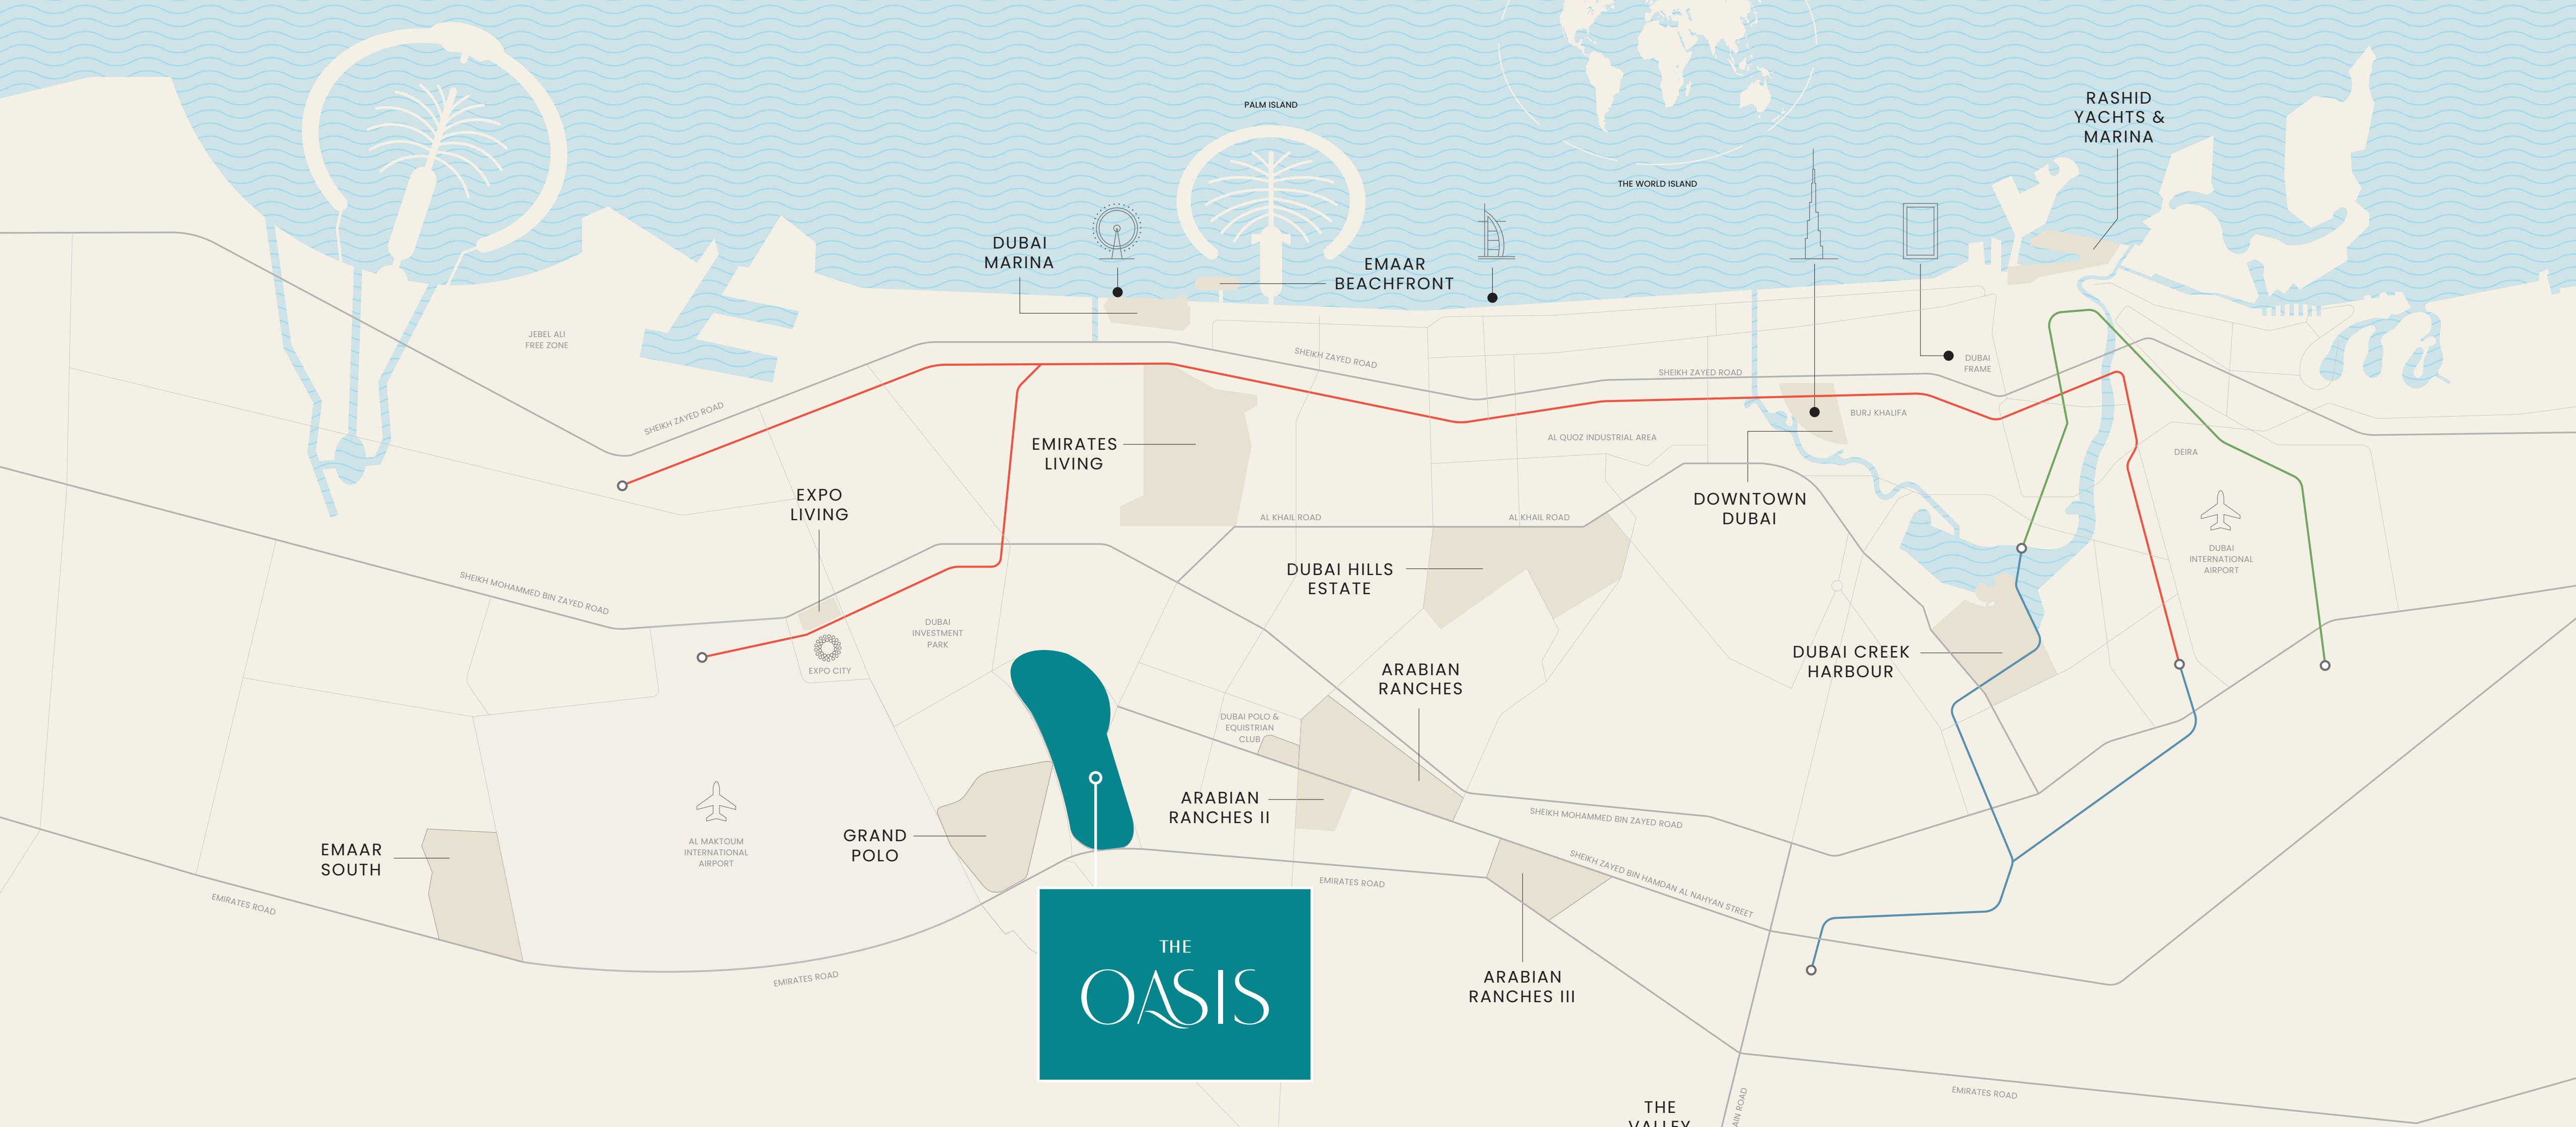 RASHID
YACHTS &
MARINA
PALM ISLAND
THE WORLD ISLAND
DUBAI
MARINA
EMAAR
BEACHFRONT
JEBEL ALI
FREE ZONE
SHEIKH ZAYED ROAD
SHEIKH ZAYED ROAD
DUBAI
FRAME
SHEIKH ZAYED ROAD
BURJ KHALIFA
AL QUOZ INDUSTRIAL AREA
EMIRATES
LIVING
DEIRA
EXPO
LIVING
DOWNTOWN
DUBAI
AL KHAIL ROAD
AL KHAIL ROAD
DUBAI
INTERNATIONAL
AIRPORT
DUBAI HILLS
ESTATE
SHEIKH MOHAMMED BIN ZAYED ROAD
DUBAI
INVESTMENT
PARK
EXPO CITY
DUBAI CREEK
HARBOUR
ARABIAN
RANCHES
DUBAI POLO &
EQUESTRIAN
CLUB
ARABIAN
RANCHES II
SHEIKH MOHAMMED BIN ZAYED ROAD
GRAND
POLO
AL MAKTOUM
INTERNATIONAL
AIRPORT
EMAAR
SOUTH
SHEIKH ZAYED BIN HAMDAN AL NAHYAN STREET
EMIRATES ROAD
EMIRATES ROAD
EMIRATES ROAD
THE
OASIS
ARABIAN
RANCHES III
EMIRATES ROAD
THE
VALLEY
AIN ROAD